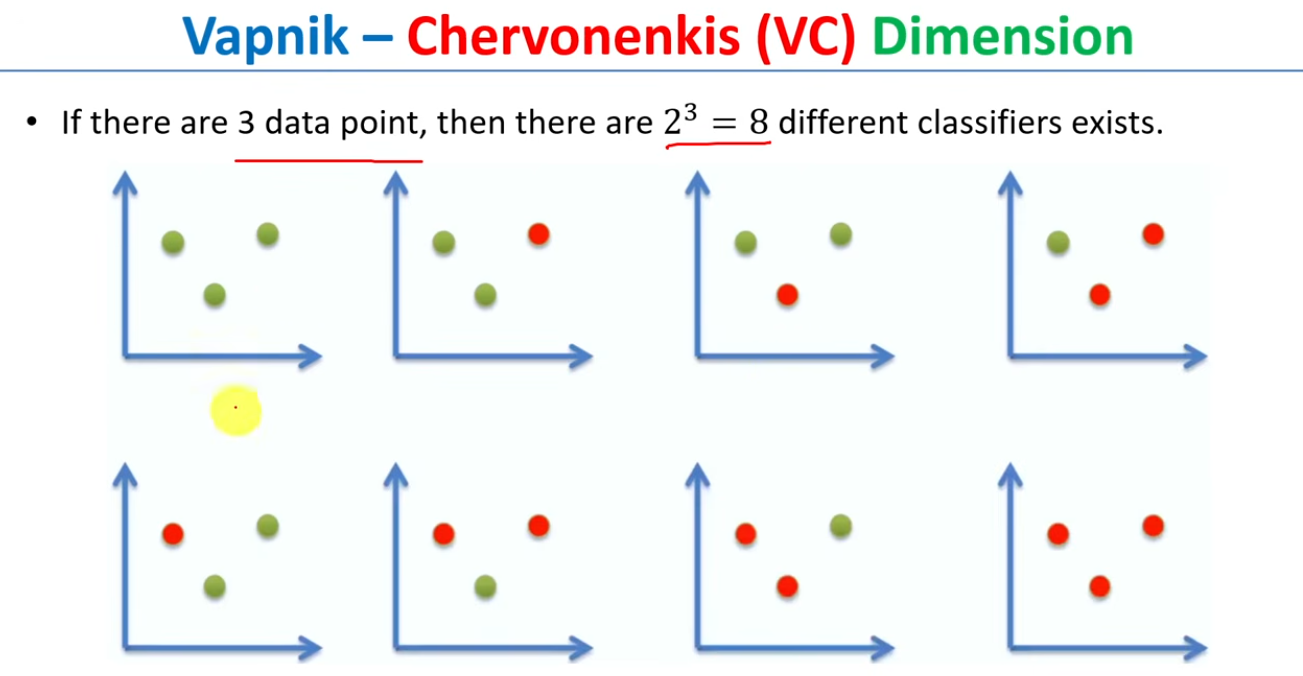 Vapnik – Chervonenkis (VC) Dimension
• If there are 3 data point, then there are 2³ = 8 different classifiers exists.